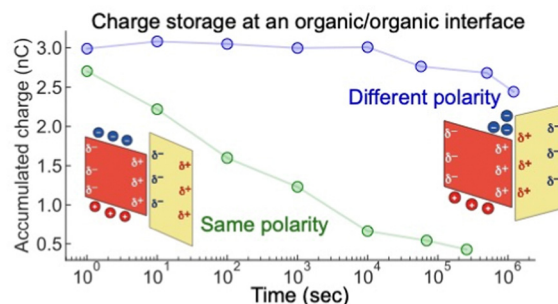 Charge storage at an organic/organic interface
Accumulated charge (nC)
3.0
2.5
2.0
1.5
1.0
0.5
Different polarity
Same polarity
δ− δ+ δ− δ+
δ− δ+ δ− δ+
δ− δ+ δ− δ+
− − −
+ + +
δ− δ+ δ+ δ−
δ− δ+ δ+ δ−
δ− δ+ δ+ δ−
− − −
+ + +
10⁰ 10¹ 10² 10³ 10⁴ 10⁵ 10⁶
Time (sec)